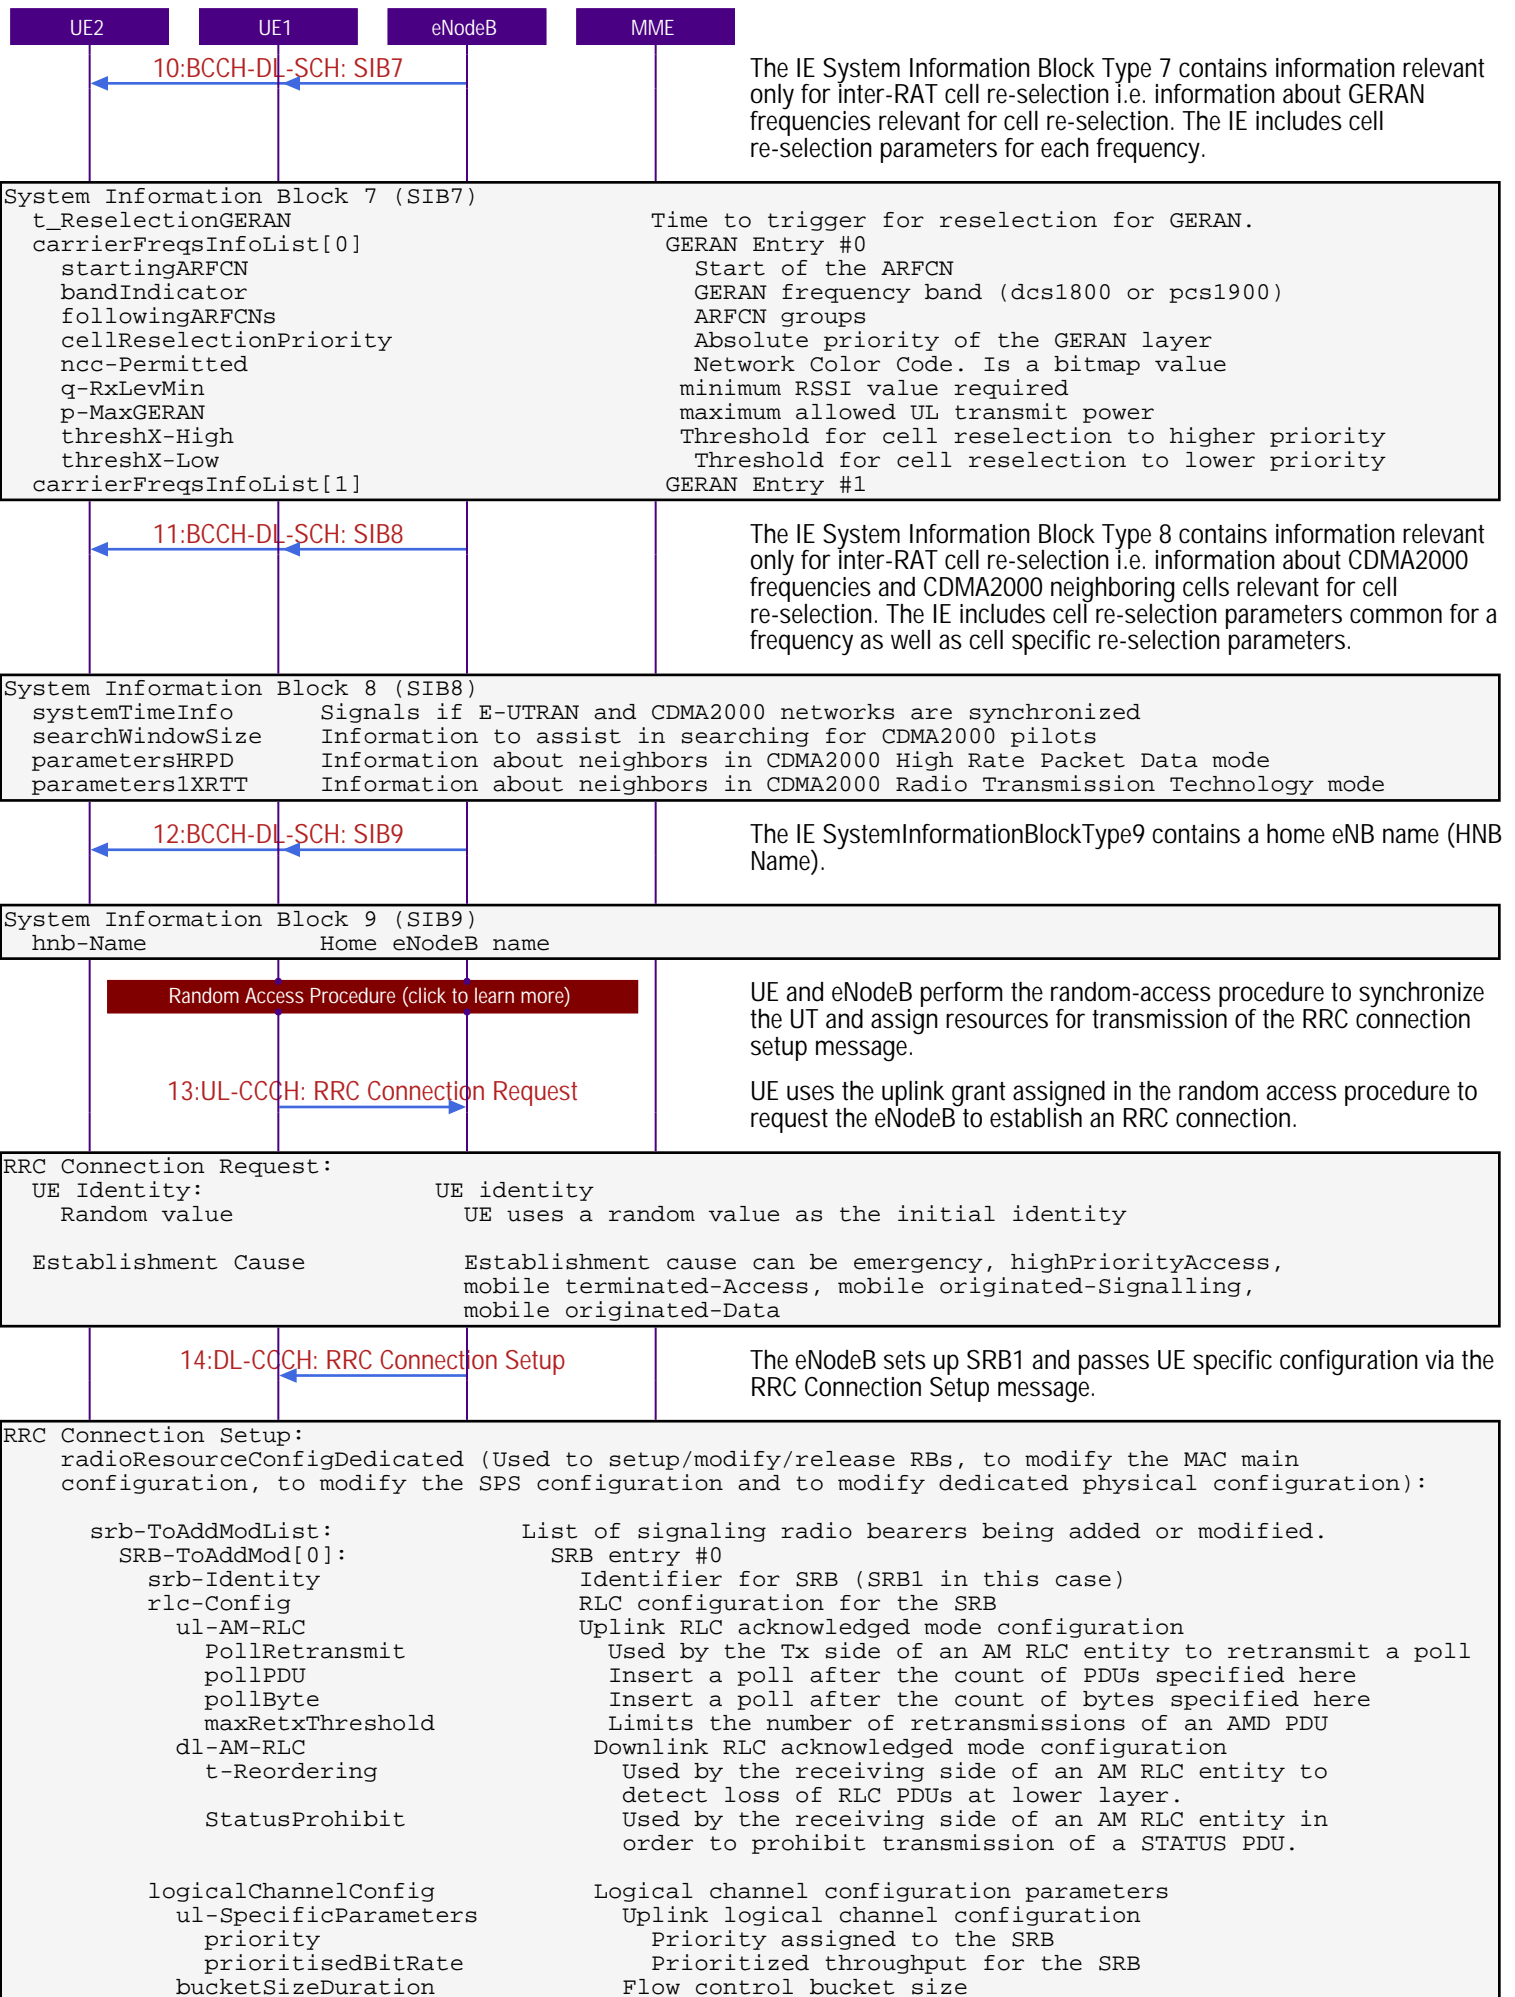 UE2 UE1 eNodeB MME
10:BCCH-DL-SCH: SIB7
The IE System Information Block Type 7 contains information relevant
only for inter-RAT cell re-selection i.e. information about GERAN
frequencies relevant for cell re-selection. The IE includes cell
re-selection parameters for each frequency.
System Information Block 7 (SIB7)
t_ReselectionGERAN Time to trigger for reselection for GERAN.
carrierFreqsInfoList[0] GERAN Entry #0
startingARFCN Start of the ARFCN
bandIndicator GERAN frequency band (dcs1800 or pcs1900)
followingARFCNs ARFCN groups
cellReselectionPriority Absolute priority of the GERAN layer
ncc-Permitted Network Color Code. Is a bitmap value
q-RxLevMin minimum RSSI value required
p-MaxGERAN maximum allowed UL transmit power
threshX-High Threshold for cell reselection to higher priority
threshX-Low Threshold for cell reselection to lower priority
carrierFreqsInfoList[1] GERAN Entry #1
11:BCCH-DL-SCH: SIB8
The IE System Information Block Type 8 contains information relevant
only for inter-RAT cell re-selection i.e. information about CDMA2000
frequencies and CDMA2000 neighboring cells relevant for cell
re-selection. The IE includes cell re-selection parameters common for a
frequency as well as cell specific re-selection parameters.
System Information Block 8 (SIB8)
systemTimeInfo Signals if E-UTRAN and CDMA2000 networks are synchronized
searchWindowSize Information to assist in searching for CDMA2000 pilots
parametersHRPD Information about neighbors in CDMA2000 High Rate Packet Data mode
parameters1XRTT Information about neighbors in CDMA2000 Radio Transmission Technology mode
12:BCCH-DL-SCH: SIB9
The IE SystemInformationBlockType9 contains a home eNB name (HNB
Name).
System Information Block 9 (SIB9)
hnb-Name Home eNodeB name
Random Access Procedure (click to learn more)
UE and eNodeB perform the random-access procedure to synchronize
the UT and assign resources for transmission of the RRC connection
setup message.
13:UL-CCCH: RRC Connection Request
UE uses the uplink grant assigned in the random access procedure to
request the eNodeB to establish an RRC connection.
RRC Connection Request:
UE Identity: UE identity
Random value UE uses a random value as the initial identity
Establishment Cause Establishment cause can be emergency, highPriorityAccess,
mobile terminated-Access, mobile originated-Signalling,
mobile originated-Data
14:DL-CCCH: RRC Connection Setup
The eNodeB sets up SRB1 and passes UE specific configuration via the
RRC Connection Setup message.
RRC Connection Setup:
radioResourceConfigDedicated (Used to setup/modify/release RBs, to modify the MAC main
configuration, to modify the SPS configuration and to modify dedicated physical configuration):
srb-ToAddModList: List of signaling radio bearers being added or modified.
SRB-ToAddMod[0]: SRB entry #0
srb-Identity Identifier for SRB (SRB1 in this case)
rlc-Config RLC configuration for the SRB
ul-AM-RLC Uplink RLC acknowledged mode configuration
PollRetransmit Used by the Tx side of an AM RLC entity to retransmit a poll
pollPDU Insert a poll after the count of PDUs specified here
pollByte Insert a poll after the count of bytes specified here
maxRetxThreshold Limits the number of retransmissions of an AMD PDU
dl-AM-RLC Downlink RLC acknowledged mode configuration
t-Reordering Used by the receiving side of an AM RLC entity to
detect loss of RLC PDUs at lower layer.
StatusProhibit Used by the receiving side of an AM RLC entity in
order to prohibit transmission of a STATUS PDU.
logicalChannelConfig Logical channel configuration parameters
ul-SpecificParameters Uplink logical channel configuration
priority Priority assigned to the SRB
prioritisedBitRate Prioritized throughput for the SRB
bucketSizeDuration Flow control bucket size